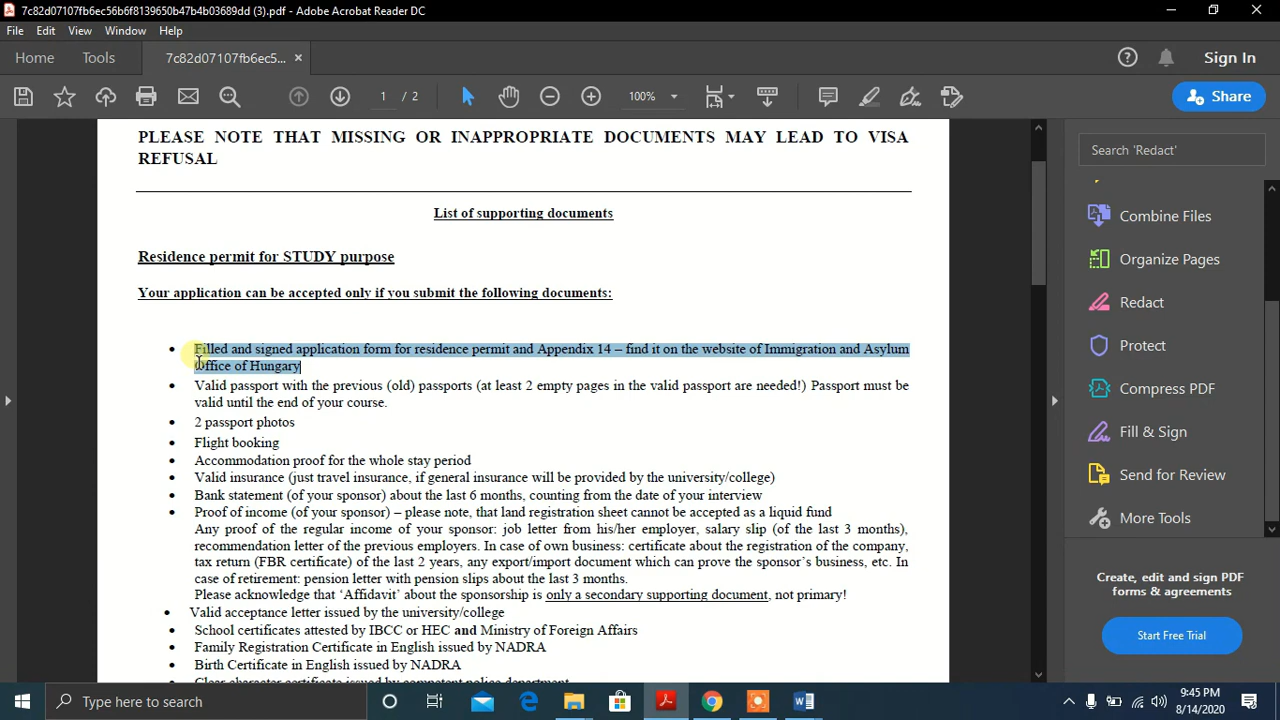 7c82d07107fb6ec56b6f8139650b47b4b03689dd (3).pdf - Adobe Acrobat Reader DC
File Edit View Window Help
Home Tools 7c82d07107fb6ec5... × Sign In
1 / 2 100% Share
PLEASE NOTE THAT MISSING OR INAPPROPRIATE DOCUMENTS MAY LEAD TO VISA
REFUSAL
List of supporting documents
Residence permit for STUDY purpose
Your application can be accepted only if you submit the following documents:
• Filled and signed application form for residence permit and Appendix 14 – find it on the website of Immigration and Asylum
Office of Hungary
• Valid passport with the previous (old) passports (at least 2 empty pages in the valid passport are needed!) Passport must be
valid until the end of your course.
• 2 passport photos
• Flight booking
• Accommodation proof for the whole stay period
• Valid insurance (just travel insurance, if general insurance will be provided by the university/college)
• Bank statement (of your sponsor) about the last 6 months, counting from the date of your interview
• Proof of income (of your sponsor) – please note, that land registration sheet cannot be accepted as a liquid fund
Any proof of the regular income of your sponsor: job letter from his/her employer, salary slip (of the last 3 months),
recommendation letter of the previous employers. In case of own business: certificate about the registration of the company,
tax return (FBR certificate) of the last 2 years, any export/import document which can prove the sponsor's business, etc. In
case of retirement: pension letter with pension slips about the last 3 months.
Please acknowledge that 'Affidavit' about the sponsorship is only a secondary supporting document, not primary!
• Valid acceptance letter issued by the university/college
• School certificates attested by IBCC or HEC and Ministry of Foreign Affairs
• Family Registration Certificate in English issued by NADRA
• Birth Certificate in English issued by NADRA
Clear character certificate issued by competent police department
Search 'Redact'
Combine Files
Organize Pages
Redact
Protect
Compress PDF
Fill & Sign
Send for Review
More Tools
Create, edit and sign PDF
forms & agreements
Start Free Trial
Type here to search
9:45 PM
8/14/2020